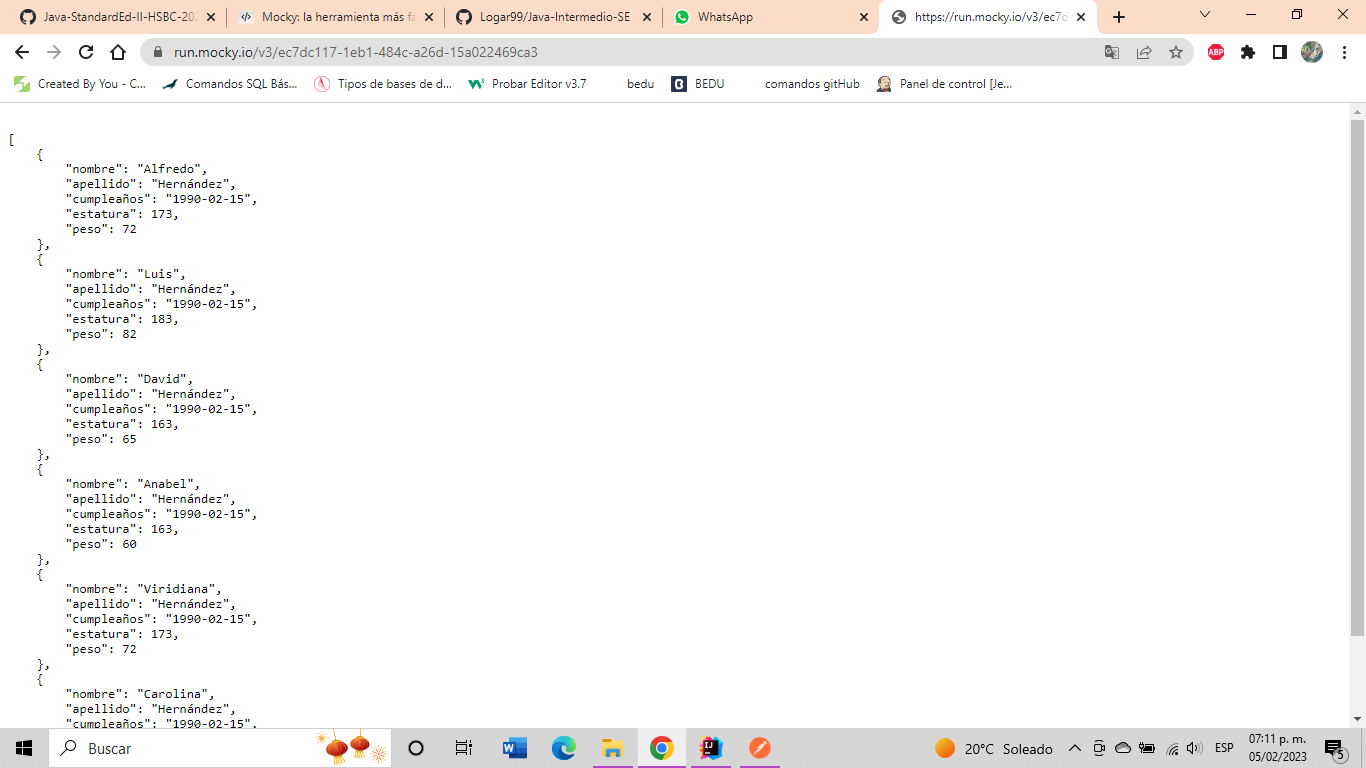 Java-StandardEd-II-HSBC-202
Mocky: la herramienta más fá
Logar99/Java-Intermedio-SE
WhatsApp
https://run.mocky.io/v3/ec7d
run.mocky.io/v3/ec7dc117-1eb1-484c-a26d-15a022469ca3
ABP
Created By You - C...
Comandos SQL Bás...
Tipos de bases de d...
Probar Editor v3.7
bedu
BEDU
comandos gitHub
Panel de control [Je...
[
{
"nombre": "Alfredo",
"apellido": "Hernández",
"cumpleaños": "1990-02-15",
"estatura": 173,
"peso": 72
},
{
"nombre": "Luis",
"apellido": "Hernández",
"cumpleaños": "1990-02-15",
"estatura": 183,
"peso": 82
},
{
"nombre": "David",
"apellido": "Hernández",
"cumpleaños": "1990-02-15",
"estatura": 163,
"peso": 65
},
{
"nombre": "Anabel",
"apellido": "Hernández",
"cumpleaños": "1990-02-15",
"estatura": 163,
"peso": 60
},
{
"nombre": "Viridiana",
"apellido": "Hernández",
"cumpleaños": "1990-02-15",
"estatura": 173,
"peso": 72
},
{
"nombre": "Carolina",
"apellido": "Hernández",
"cumpleaños": "1990-02-15",
Buscar
20°C Soleado
ESP
07:11 p. m.
05/02/2023
5